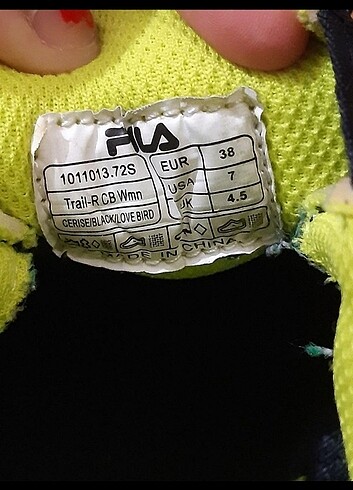 FILA
1011013.72S
Trail-R CB Wmn
CERISE/BLACK/LOVE BIRD
EUR 38
USA 7
UK 4.5
MADE IN CHINA